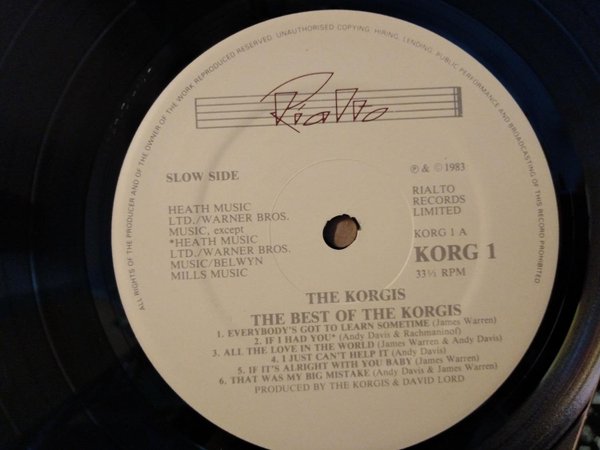 ALL RIGHTS OF THE PRODUCER AND OF THE OWNER OF THE WORK REPRODUCED RESERVED. UNAUTHORISED COPYING, HIRING, LENDING, PUBLIC PERFORMANCE AND BROADCASTING OF THIS RECORD PROHIBITED
Rialto
SLOW SIDE
℗ & © 1983
HEATH MUSIC
LTD./WARNER BROS.
MUSIC, except
*HEATH MUSIC
LTD./WARNER BROS.
MUSIC/BELWYN
MILLS MUSIC
RIALTO
RECORDS
LIMITED
KORG 1 A
KORG 1
33⅓ RPM
THE KORGIS
THE BEST OF THE KORGIS
1. EVERYBODY'S GOT TO LEARN SOMETIME (James Warren)
2. IF I HAD YOU* (Andy Davis & Rachmaninof)
3. ALL THE LOVE IN THE WORLD (James Warren & Andy Davis)
4. I JUST CAN'T HELP IT (Andy Davis)
5. IF IT'S ALRIGHT WITH YOU BABY (James Warren)
6. THAT WAS MY BIG MISTAKE (Andy Davis & James Warren)
PRODUCED BY THE KORGIS & DAVID LORD